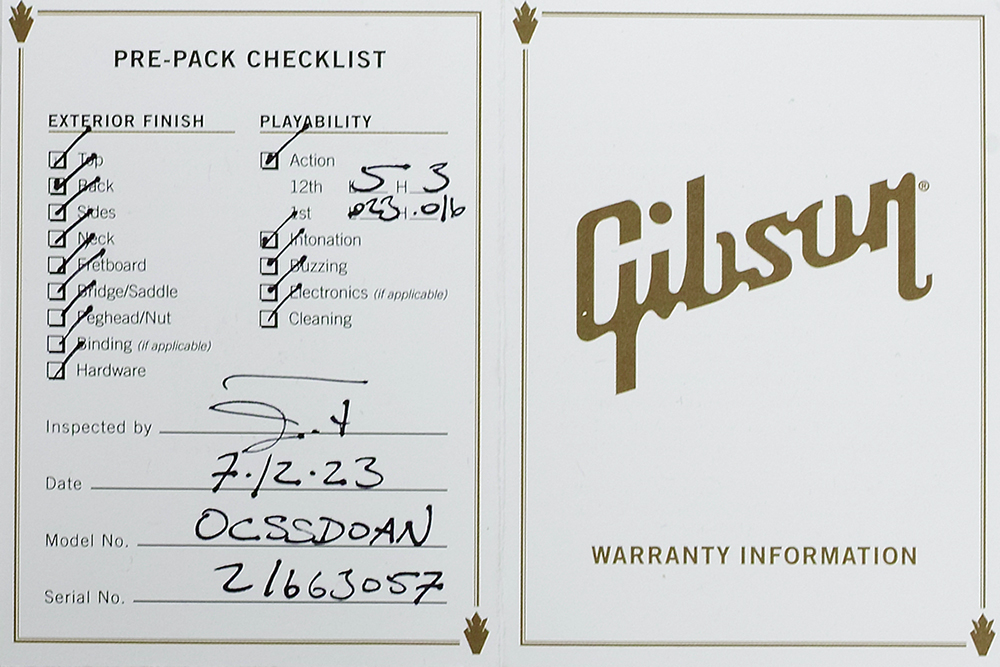 PRE-PACK CHECKLIST
EXTERIOR FINISH
Top
Back
Sides
Neck
Fretboard
Bridge/Saddle
Peghead/Nut
Binding (if applicable)
Hardware
PLAYABILITY
Action
12th L 5 H 3
1st .023 H .016
Intonation
Buzzing
Electronics (if applicable)
Cleaning
Inspected by
Date 7.12.23
Model No. OCSSDOAN
Serial No. 21663057
Gibson®
WARRANTY INFORMATION